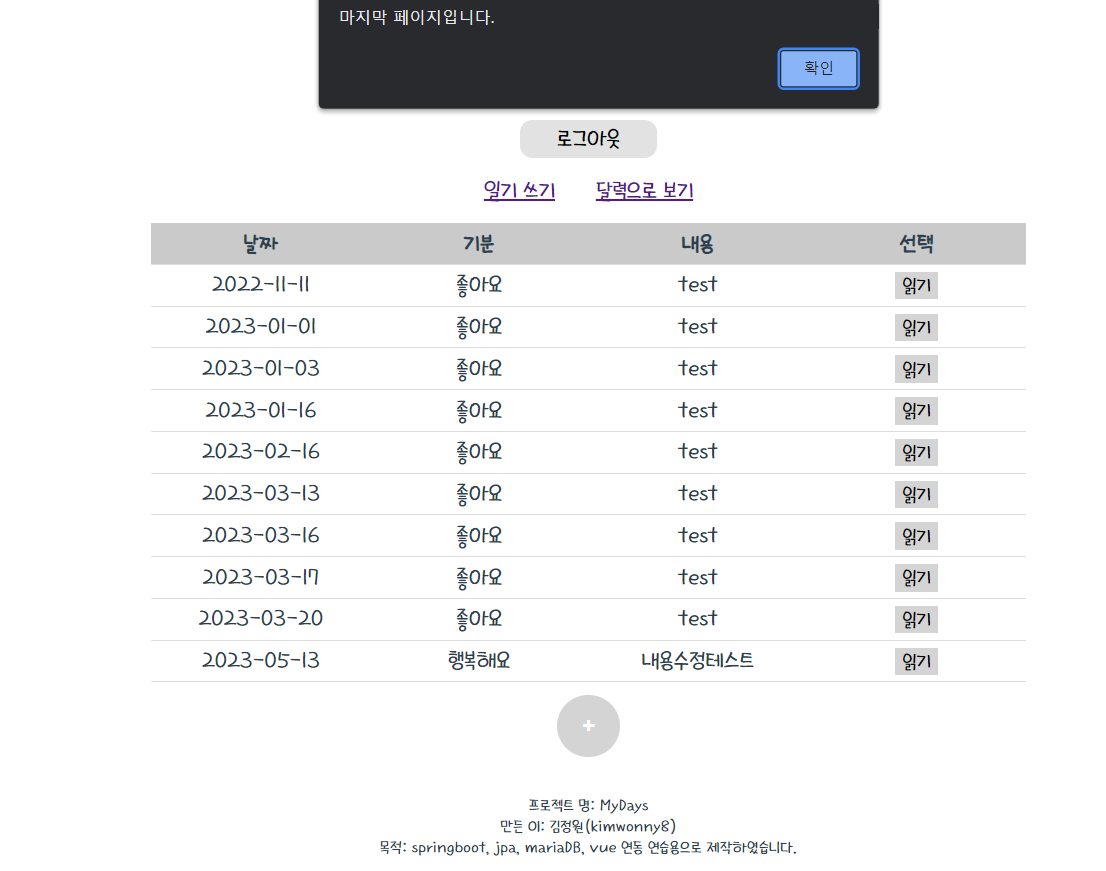 마지막 페이지입니다.
확인
로그아웃
일기 쓰기 달력으로 보기
날짜 기분 내용 선택
2022-11-11 좋아요 test 읽기
2023-01-01 좋아요 test 읽기
2023-01-03 좋아요 test 읽기
2023-01-16 좋아요 test 읽기
2023-02-16 좋아요 test 읽기
2023-03-13 좋아요 test 읽기
2023-03-16 좋아요 test 읽기
2023-03-17 좋아요 test 읽기
2023-03-20 좋아요 test 읽기
2023-05-13 행복해요 내용수정테스트 읽기
+
프로젝트 명: MyDays
만든 이: 김정원(kimwonny8)
목적: springboot, jpa, mariaDB, vue 연동 연습용으로 제작하였습니다.